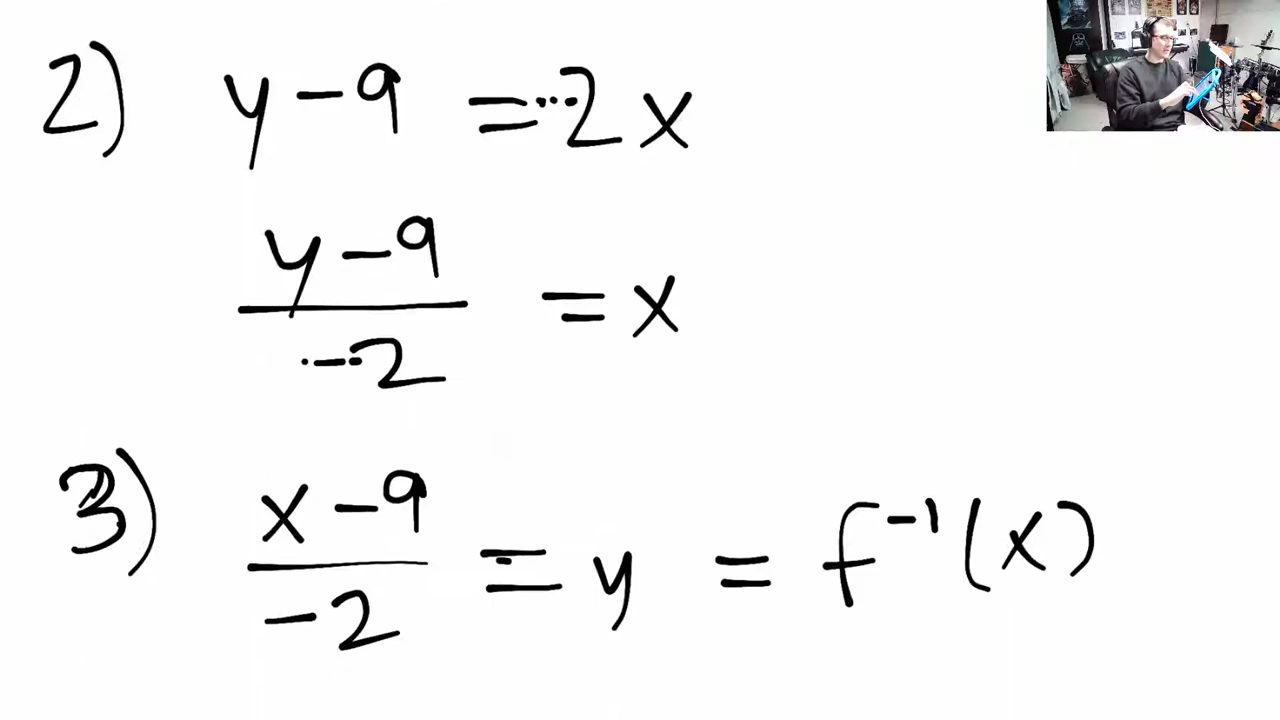 2) y - 9 = -2x
(y - 9)/(-2) = x
3) (x - 9)/(-2) = y = f⁻¹(x)